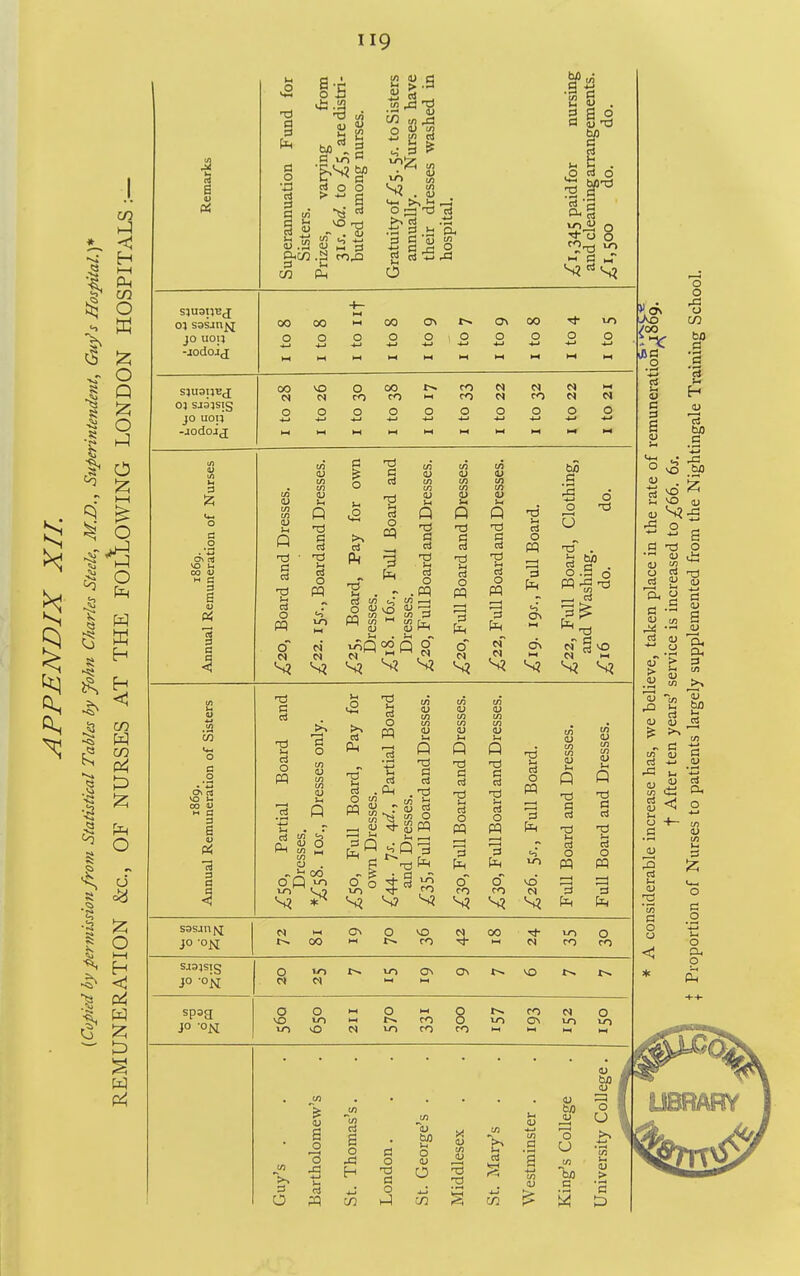 119
APPENDIX XII.
(Copied by permission from Statistical Tables by John Charles Steele, M.D., Superintendent, Guy's Hospital.)*
REMUNERATION &c., OF NURSES AT THE FOLLOWING LONDON HOSPITALS:—
No. of Beds | No. of Sisters | No. of Nurses | 1869. Annual Remuneration of Sisters | 1869. Annual Remuneration of Nurses | Proportion of Sisters to Patients | Proportion of Nurses to Patients | Remarks
Guy's . . | 560 | 20 | 72 | £50, Partial Board and Dresses. | £20, Board and Dresses. | 1 to 28 | 1 to 8 | Superannuation Fund for Sisters.
Bartholomew's | 650 | 25 | 81 | *£58. 10s., Dresses only. | £22. 15s., Board and Dresses. | 1 to 26 | 1 to 8 | Prizes, varying from 31s. 6d. to £5, are distributed among nurses.
St. Thomas's . | 211 | 7 | 19 | £50, Full Board, Pay for own Dresses. | £25, Board, Pay for own Dresses. | 1 to 30 | 1 to 11†
London . . | 570 | 15 | 70 | £44. 7s. 4d., Partial Board and Dresses. | £28. 16s., Full Board and Dresses. | 1 to 38 | 1 to 8 | Gratuity of £5. 5s. to Sisters annually. Nurses have their dresses washed in hospital.
St. George's . | 331 | 19 | 36 | £35, Full Board and Dresses. | £20, Full Board and Dresses. | 1 to 17 | 1 to 9
Middlesex . | 300 | 9 | 42 | £30, Full Board and Dresses. | £20, Full Board and Dresses. | 1 to 33 | 1 to 7
St. Mary's . | 157 | 7 | 18 | £30, Full Board and Dresses. | £22, Full Board and Dresses. | 1 to 22 | 1 to 9
Westminster . | 193 | 6 | 24 | £26. 5s., Full Board. | £19. 19s., Full Board. | 1 to 32 | 1 to 8
King's College | 152 | 7 | 35 | Full Board and Dresses. | £22, Full Board, Clothing, and Washing. | 1 to 22 | 1 to 4 | £1,345 paid for nursing and cleaning arrangements.
University College . | 150 | 7 | 30 | Full Board and Dresses. | £16 do. do. | 1 to 21 | 1 to 5 | £1,500 do. do.
* A considerable increase has, we believe, taken place in the rate of remuneration since 1869.
† After ten years' service is increased to £66. 6s.
‡‡ Proportion of Nurses to patients largely supplemented from the Nightingale Training School.
LIBRARY